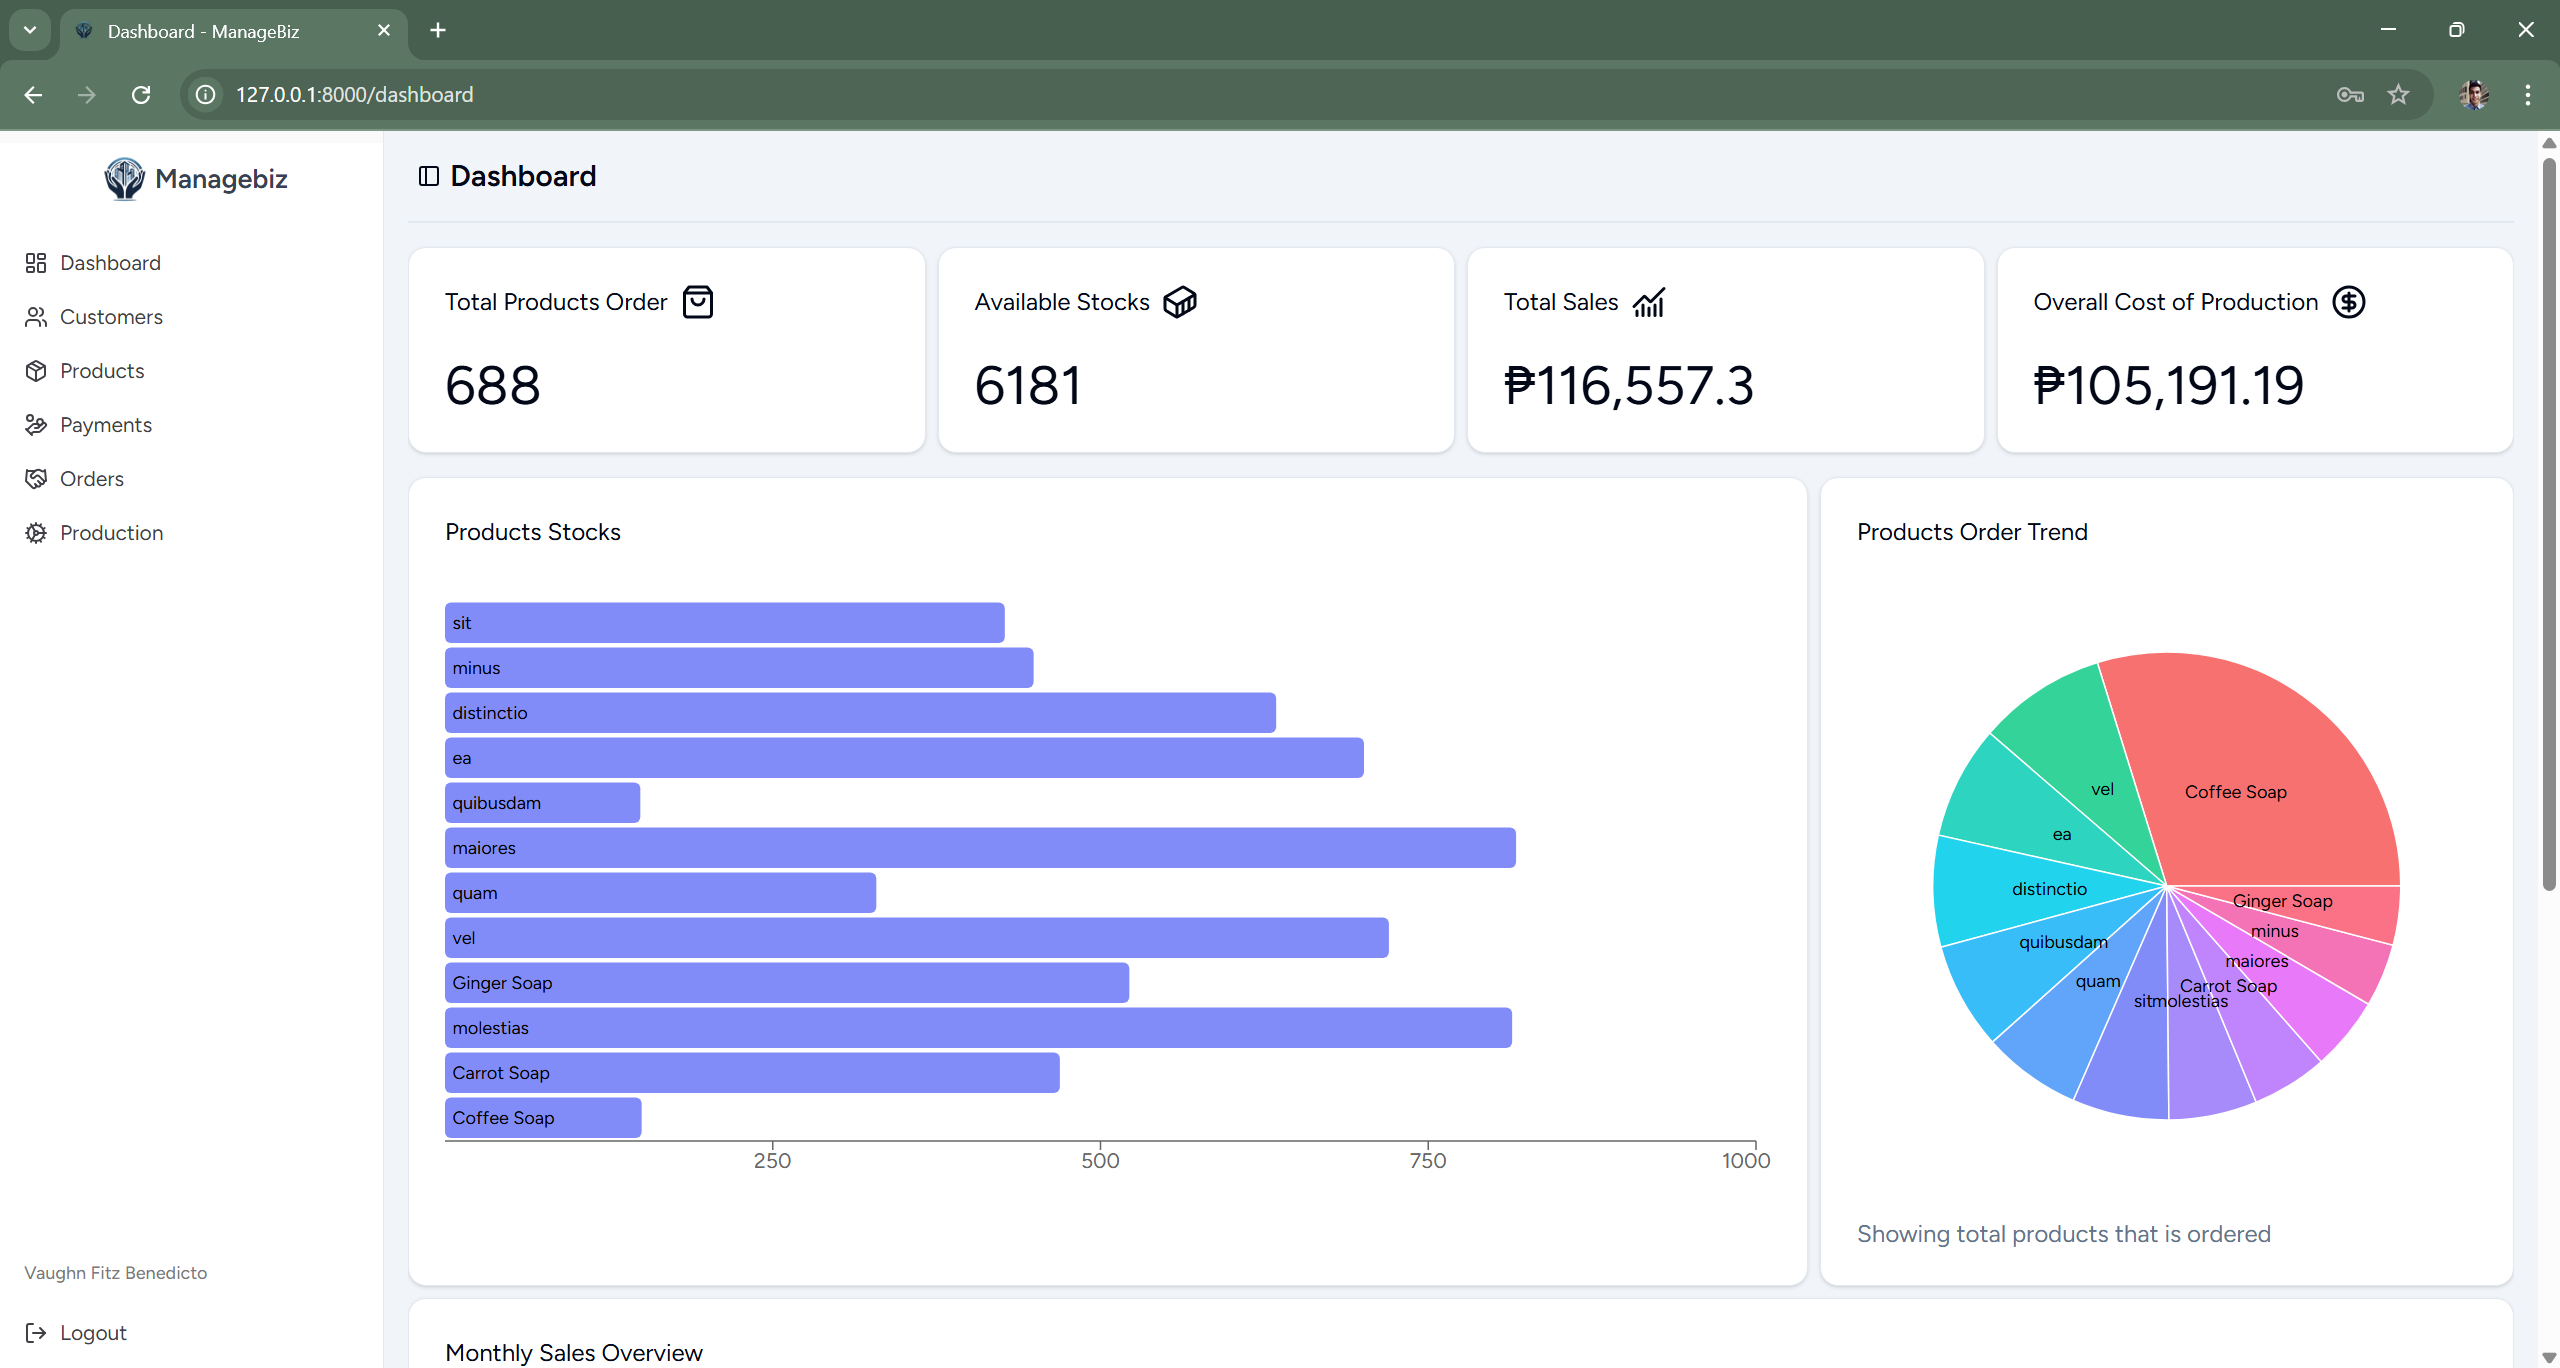 Dashboard - ManageBiz
127.0.0.1:8000/dashboard
Managebiz
Dashboard
Customers
Products
Payments
Orders
Production
Vaughn Fitz Benedicto
Logout
Dashboard
Total Products Order
688
Available Stocks
6181
Total Sales
₱116,557.3
Overall Cost of Production
₱105,191.19
Products Stocks
sit
minus
distinctio
ea
quibusdam
maiores
quam
vel
Ginger Soap
molestias
Carrot Soap
Coffee Soap
250 500 750 1000
Products Order Trend
vel
Coffee Soap
ea
distinctio
Ginger Soap
minus
quibusdam
maiores
quam
Carrot Soap
sit
molestias
Showing total products that is ordered
Monthly Sales Overview